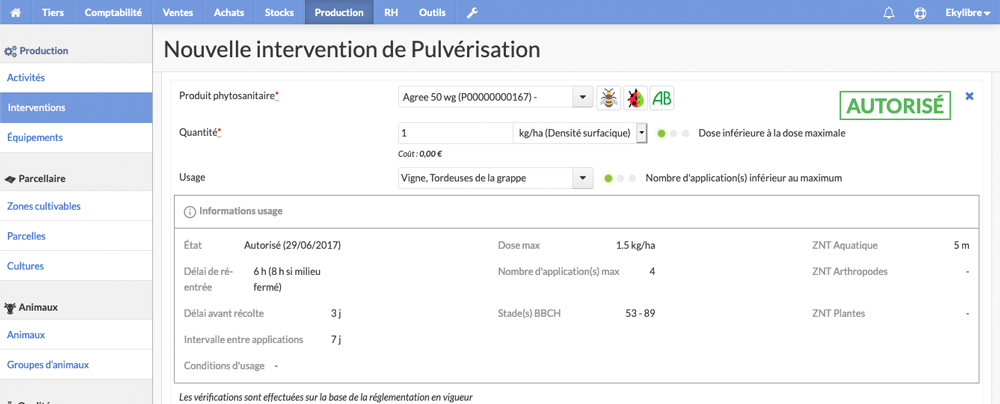 Tiers Comptabilité Ventes Achats Stocks Production RH Outils Ekylibre
Production
Activités
Interventions
Équipements
Parcellaire
Zones cultivables
Parcelles
Cultures
Animaux
Animaux
Groupes d'animaux
Nouvelle intervention de Pulvérisation
Produit phytosanitaire* Agree 50 wg (P00000000167) - AB
AUTORISÉ
Quantité* 1 kg/ha (Densité surfacique) Dose inférieure à la dose maximale
Coût : 0,00 €
Usage Vigne, Tordeuses de la grappe Nombre d'application(s) inférieur au maximum
Informations usage
État Autorisé (29/06/2017) Dose max 1.5 kg/ha ZNT Aquatique 5 m
Délai de ré- 6 h (8 h si milieu Nombre d'application(s) max 4 ZNT Arthropodes -
entrée fermé)
Délai avant récolte 3 j Stade(s) BBCH 53 - 89 ZNT Plantes -
Intervalle entre applications 7 j
Conditions d'usage -
Les vérifications sont effectuées sur la base de la réglementation en vigueur